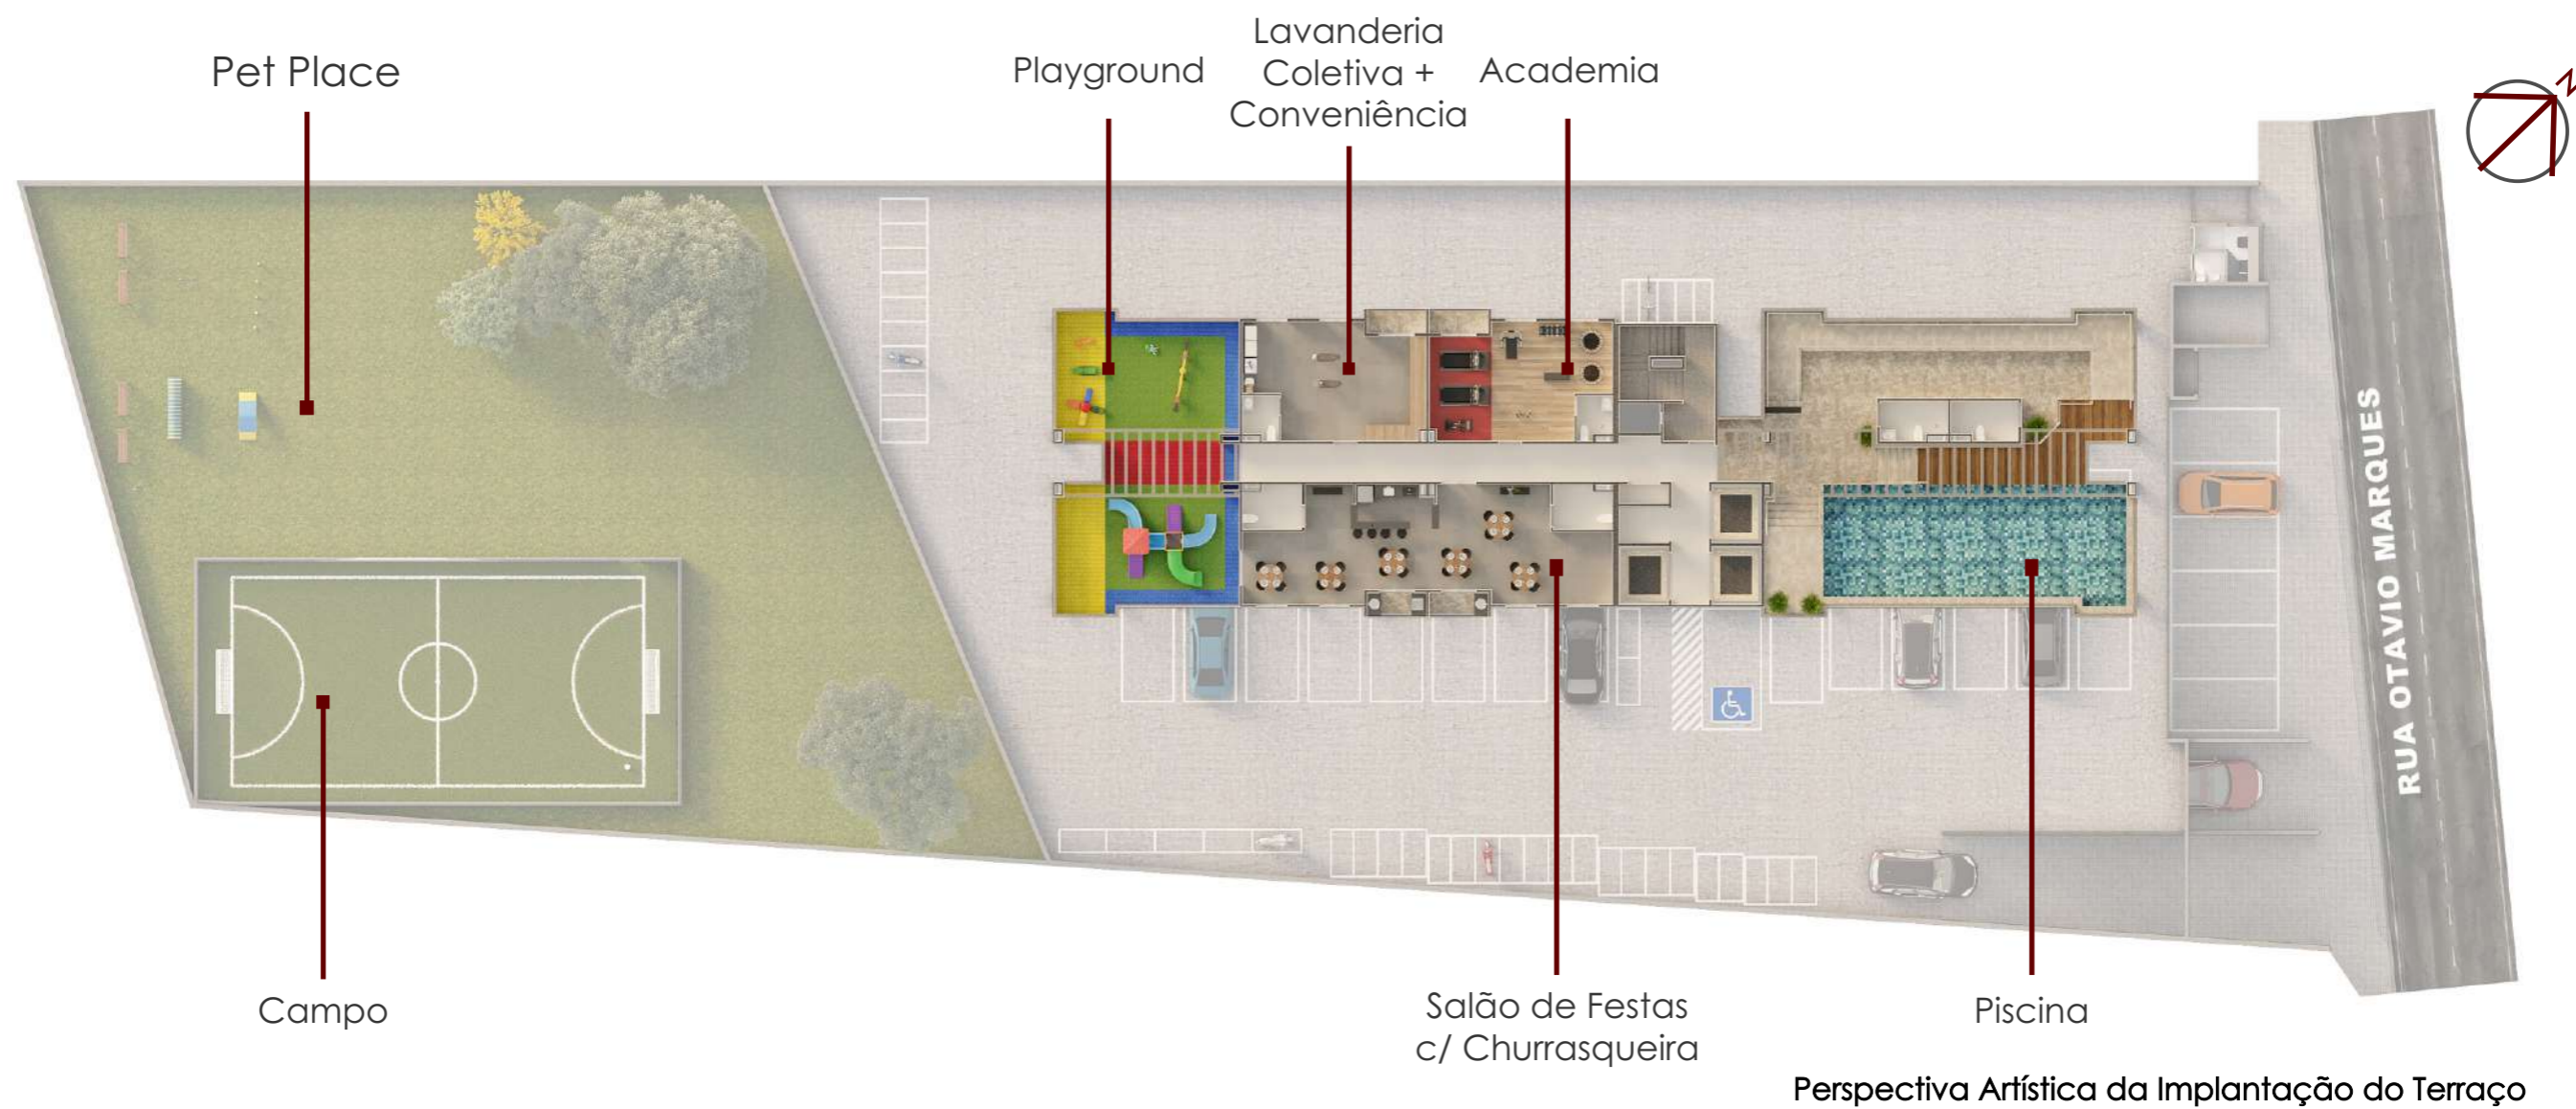 Pet Place
Playground
Lavanderia
Coletiva +
Conveniência
Academia
N
RUA OTAVIO MARQUES
Campo
Salão de Festas
c/ Churrasqueira
Piscina
Perspectiva Artística da Implantação do Terraço